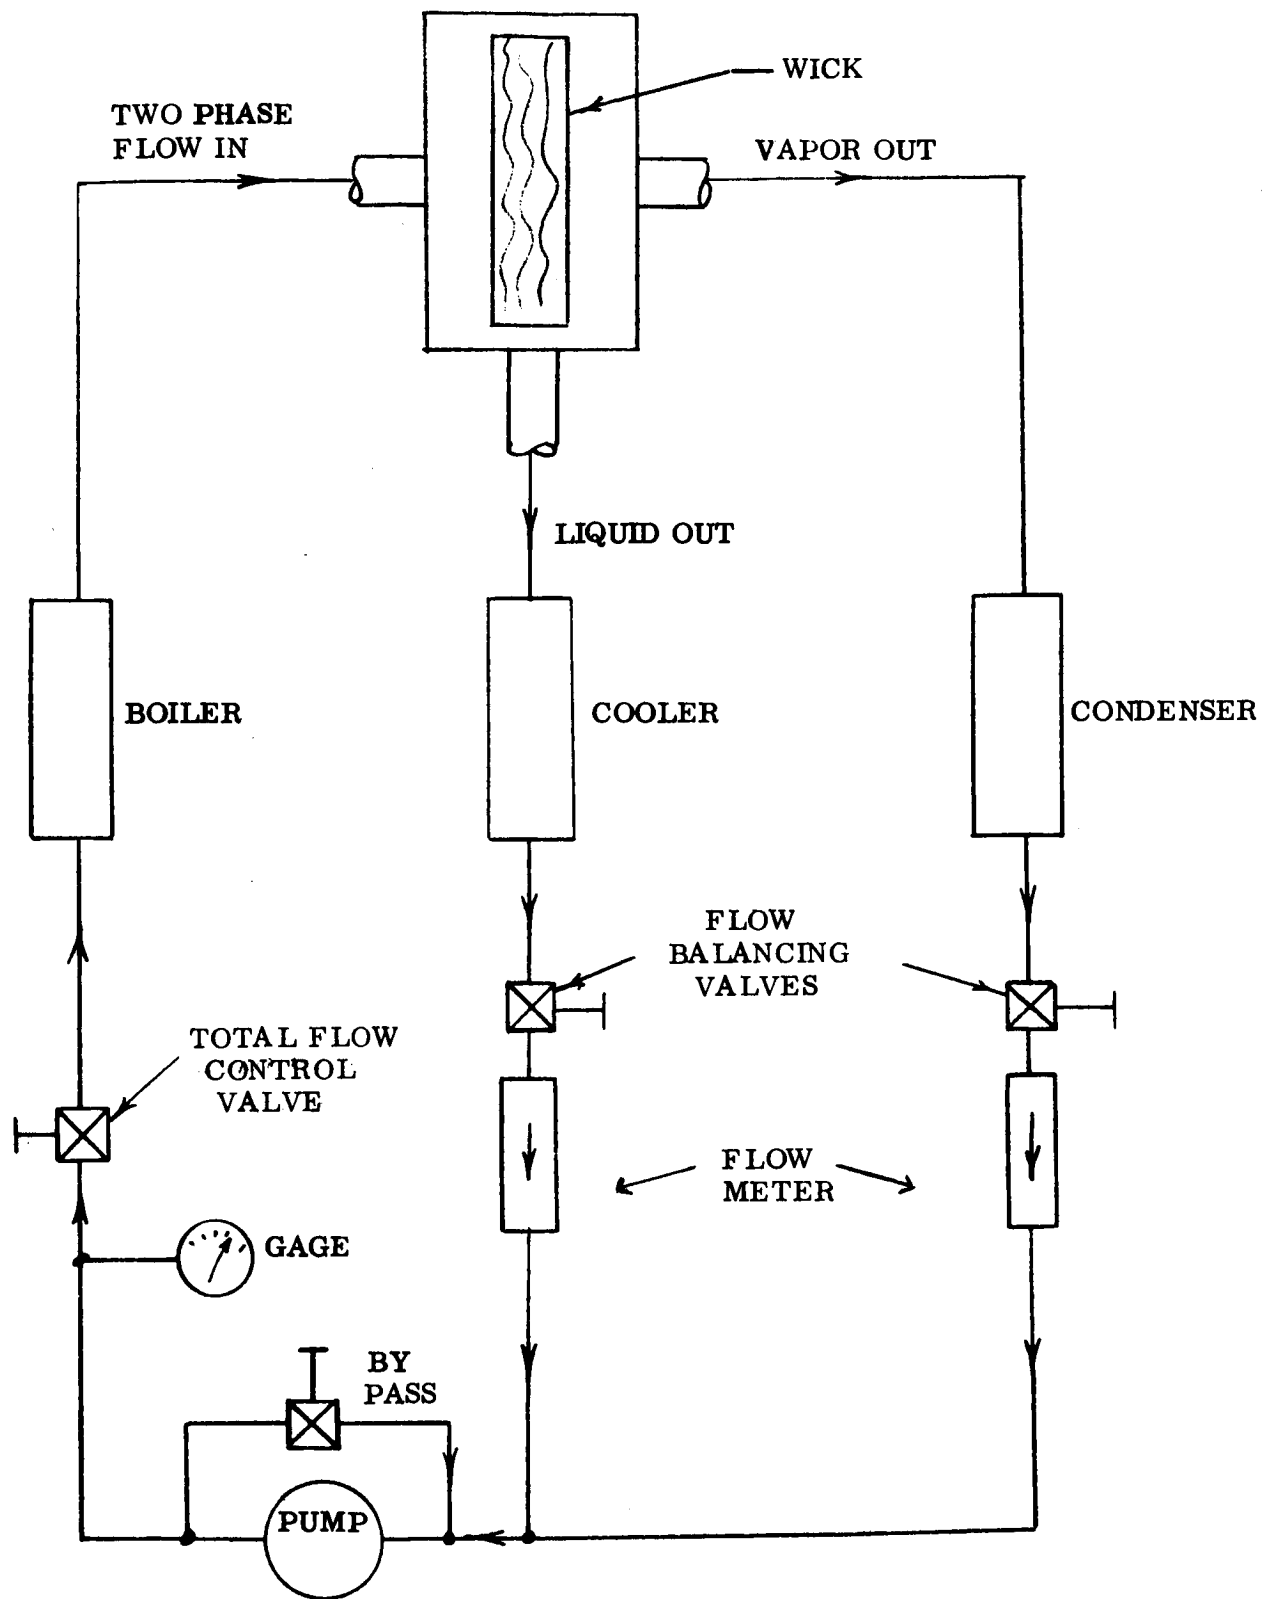 WICK
TWO PHASE
FLOW IN
VAPOR OUT
LIQUID OUT
BOILER
COOLER
CONDENSER
FLOW
BALANCING
VALVES
TOTAL FLOW
CONTROL
VALVE
FLOW
METER
GAGE
BY
PASS
PUMP